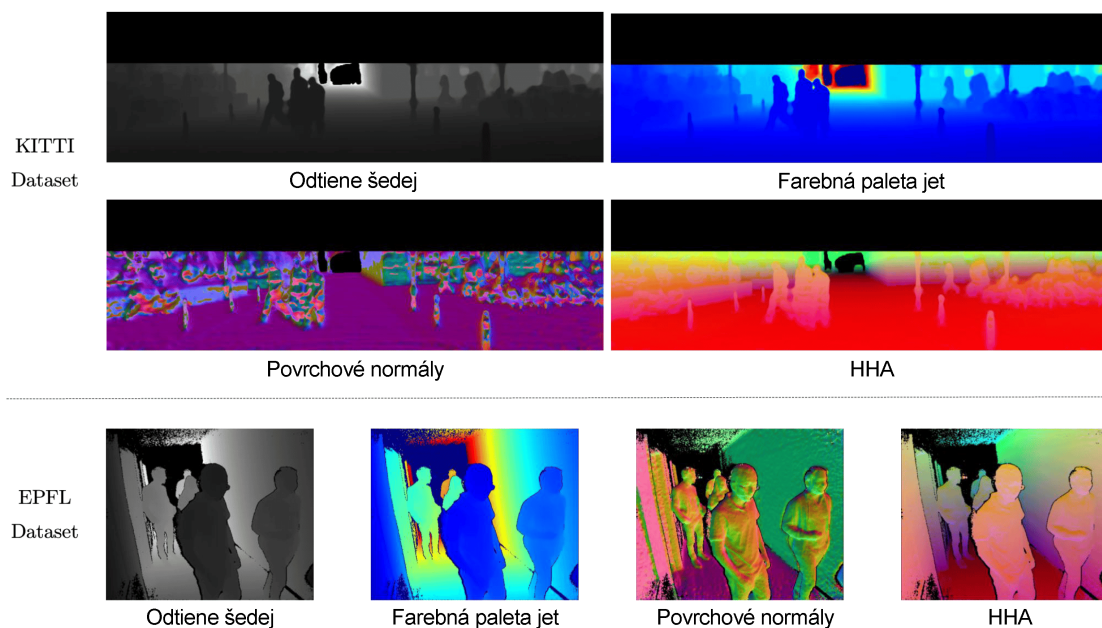 KITTI
Dataset
Odtiene šedej
Farebná paleta jet
Povrchové normály
HHA
EPFL
Dataset
Odtiene šedej
Farebná paleta jet
Povrchové normály
HHA